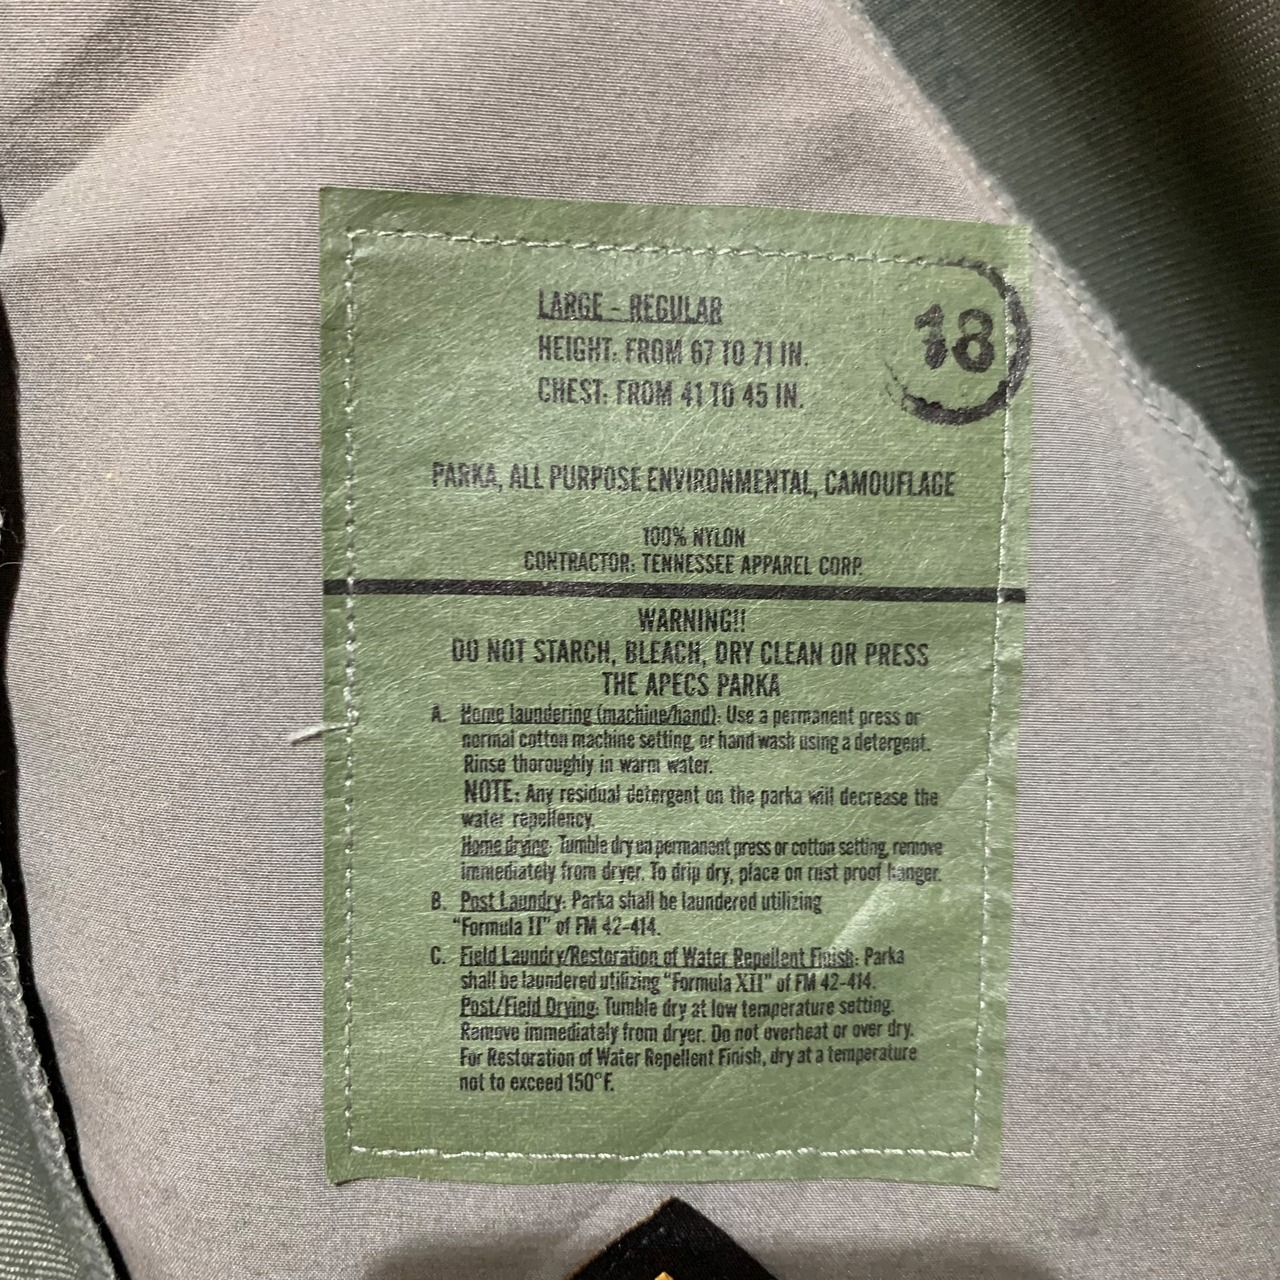 18
LARGE - REGULAR
HEIGHT: FROM 67 TO 71 IN.
CHEST: FROM 41 TO 45 IN.
PARKA, ALL PURPOSE ENVIRONMENTAL, CAMOUFLAGE
100% NYLON
CONTRACTOR: TENNESSEE APPAREL CORP.
WARNING!!
DO NOT STARCH, BLEACH, DRY CLEAN OR PRESS
THE APECS PARKA
A. Home laundering (machine/hand): Use a permanent press or
normal cotton machine setting, or hand wash using a detergent.
Rinse thoroughly in warm water.
NOTE: Any residual detergent on the parka will decrease the
water repellency.
Home drying: Tumble dry on permanent press or cotton setting, remove
immediately from dryer. To drip dry, place on rust proof hanger.
B. Post Laundry: Parka shall be laundered utilizing
"Formula II" of FM 42-414.
C. Field Laundry/Restoration of Water Repellent Finish: Parka
shall be laundered utilizing "Formula XII" of FM 42-414.
Post/Field Drying: Tumble dry at low temperature setting.
Remove immediately from dryer. Do not overheat or over dry.
For Restoration of Water Repellent Finish, dry at a temperature
not to exceed 150°F.